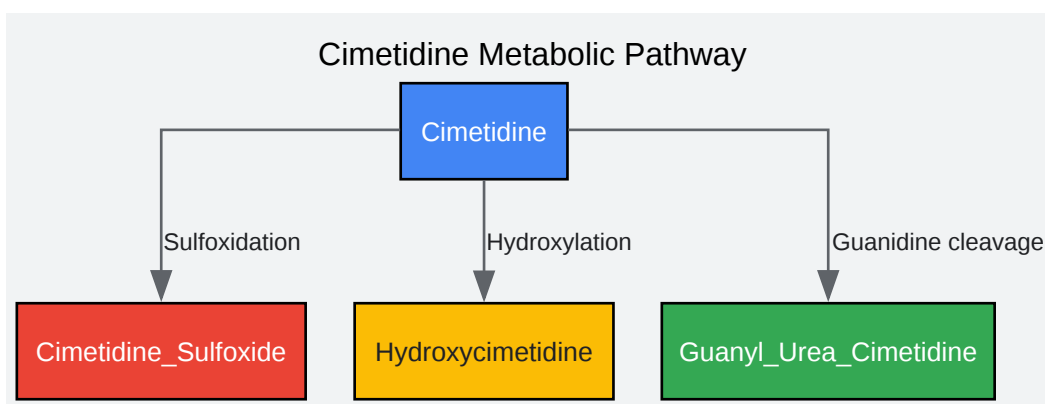 Cimetidine Metabolic Pathway
Cimetidine
Sulfoxidation
Hydroxylation
Guanidine cleavage
Cimetidine_Sulfoxide
Hydroxycimetidine
Guanyl_Urea_Cimetidine